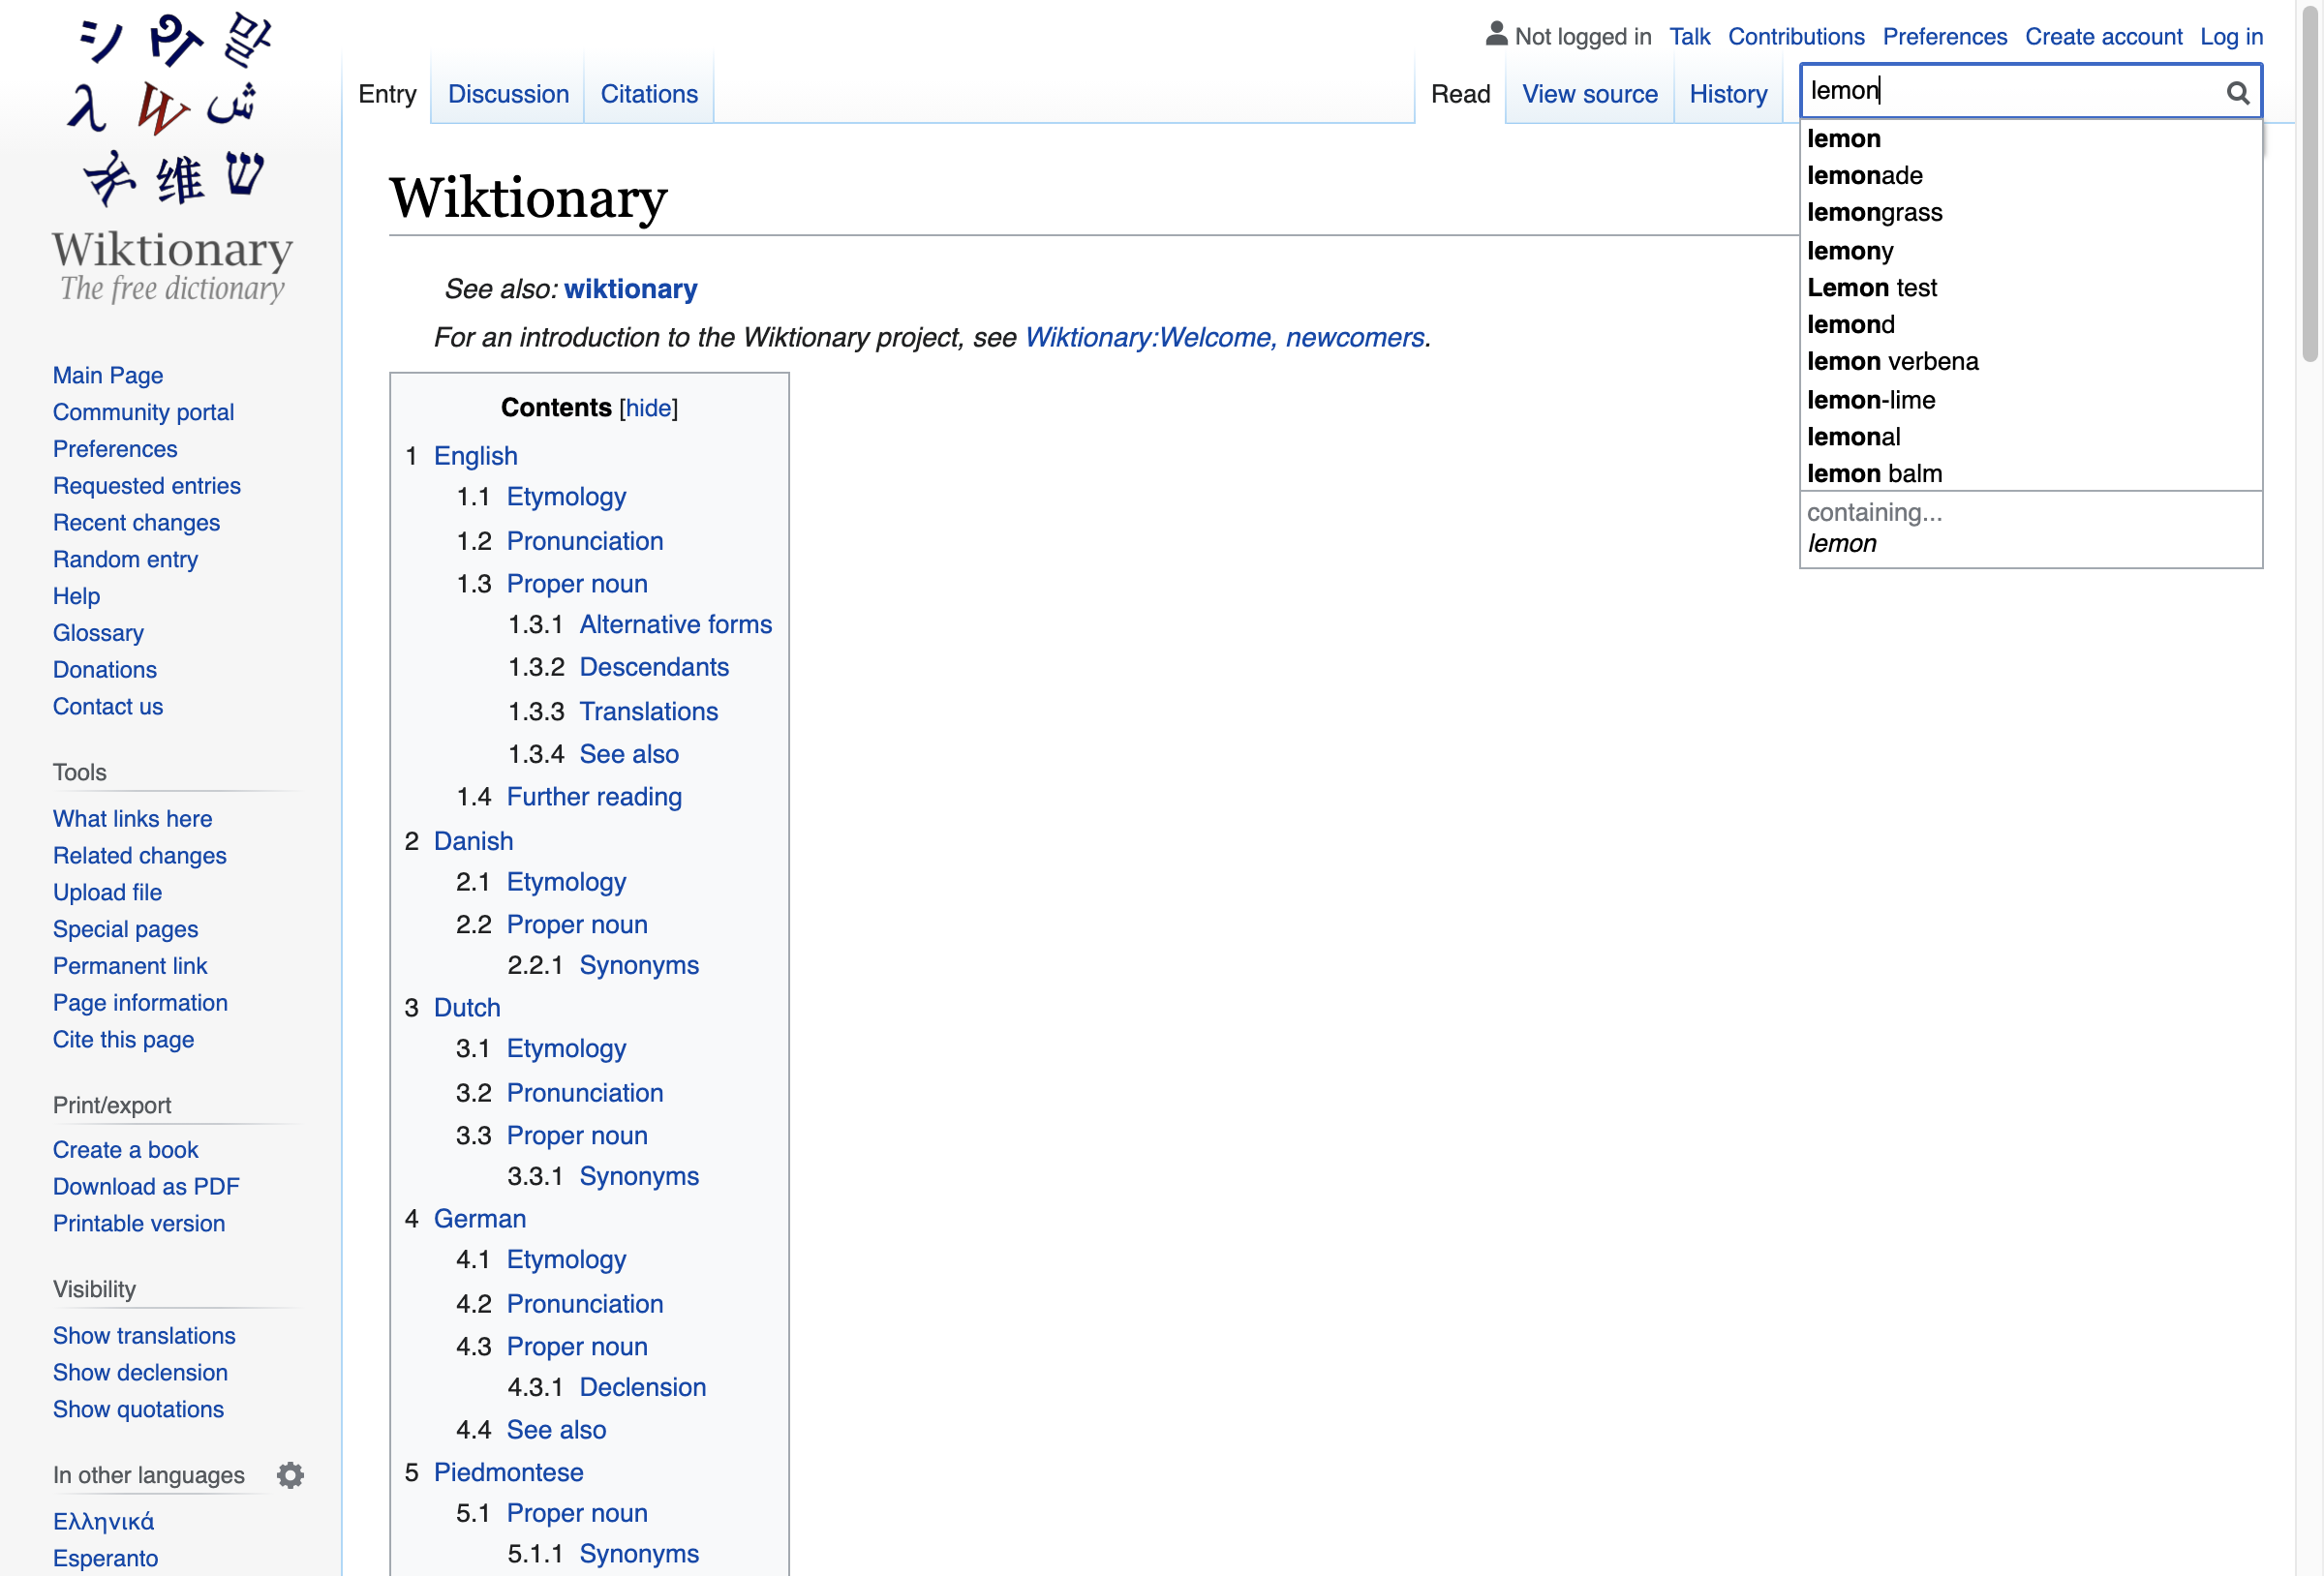 シ や 말
λ W ش
維 ש
Wiktionary
The free dictionary
Main Page
Community portal
Preferences
Requested entries
Recent changes
Random entry
Help
Glossary
Donations
Contact us
Tools
What links here
Related changes
Upload file
Special pages
Permanent link
Page information
Cite this page
Print/export
Create a book
Download as PDF
Printable version
Visibility
Show translations
Show declension
Show quotations
In other languages
Ελληνικά
Esperanto
Not logged in Talk Contributions Preferences Create account Log in
Entry Discussion Citations Read View source History
lemon
lemon
lemonade
lemongrass
lemony
Lemon test
lemond
lemon verbena
lemon-lime
lemonal
lemon balm
containing...
lemon
Wiktionary
See also: wiktionary
For an introduction to the Wiktionary project, see Wiktionary:Welcome, newcomers.
Contents [hide]
1 English
1.1 Etymology
1.2 Pronunciation
1.3 Proper noun
1.3.1 Alternative forms
1.3.2 Descendants
1.3.3 Translations
1.3.4 See also
1.4 Further reading
2 Danish
2.1 Etymology
2.2 Proper noun
2.2.1 Synonyms
3 Dutch
3.1 Etymology
3.2 Pronunciation
3.3 Proper noun
3.3.1 Synonyms
4 German
4.1 Etymology
4.2 Pronunciation
4.3 Proper noun
4.3.1 Declension
4.4 See also
5 Piedmontese
5.1 Proper noun
5.1.1 Synonyms